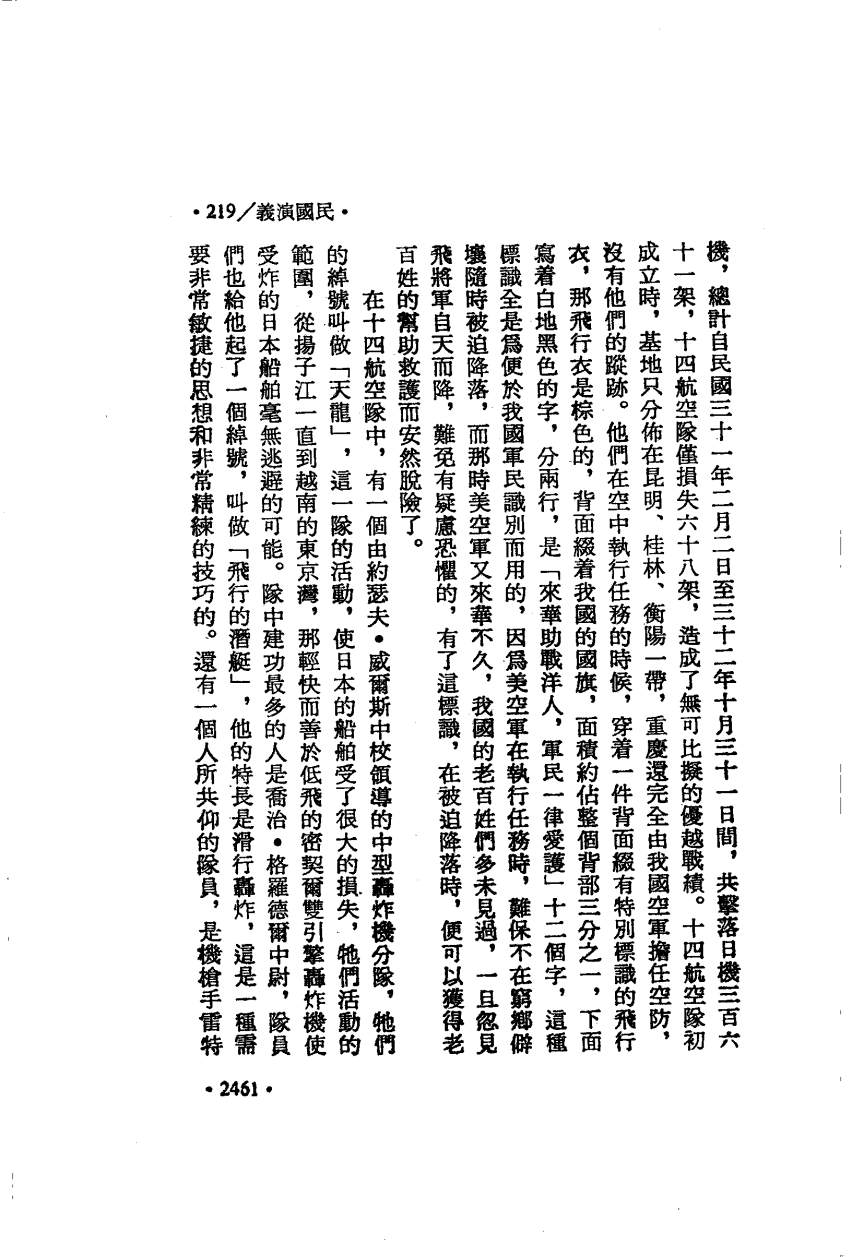 •219／義演國民•
機，總計自民國三十一年二月二日至三十二年十月三十一日間，共擊落日機三百六
十一架，十四航空隊僅損失六十八架，造成了無可比擬的優越戰績。十四航空隊初
成立時，基地只分佈在昆明、桂林、衡陽一帶，重慶還完全由我國空軍擔任空防，
沒有他們的蹤跡。他們在空中執行任務的時候，穿着一件背面綴有特別標識的飛行
衣，那飛行衣是棕色的，背面綴着我國的國旗，面積約佔整個背部三分之一，下面
寫着白地黑色的字，分兩行，是「來華助戰洋人，軍民一律愛護」十二個字，這種
標識全是爲便於我國軍民識別而用的，因爲美空軍在執行任務時，難保不在窮鄉僻
壤隨時被迫降落，而那時美空軍又來華不久，我國的老百姓們多未見過，一旦忽見
飛將軍自天而降，難免有疑慮恐懼的，有了這標識，在被迫降落時，便可以獲得老
百姓的幫助救護而安然脫險了。
在十四航空隊中，有一個由約瑟夫•威爾斯中校領導的中型轟炸機分隊，牠們
的綽號叫做「天龍」，這一隊的活動，使日本的船舶受了很大的損失，牠們活動的
範圍，從揚子江一直到越南的東京灣，那輕快而善於低飛的密契爾雙引擎轟炸機使
受炸的日本船舶毫無逃避的可能。隊中建功最多的人是喬治•格羅德爾中尉，隊員
們也給他起了一個綽號，叫做「飛行的潛艇」，他的特長是滑行轟炸，這是一種需
要非常敏捷的思想和非常精練的技巧的。還有一個人所共仰的隊員，是機槍手雷特
•2461•